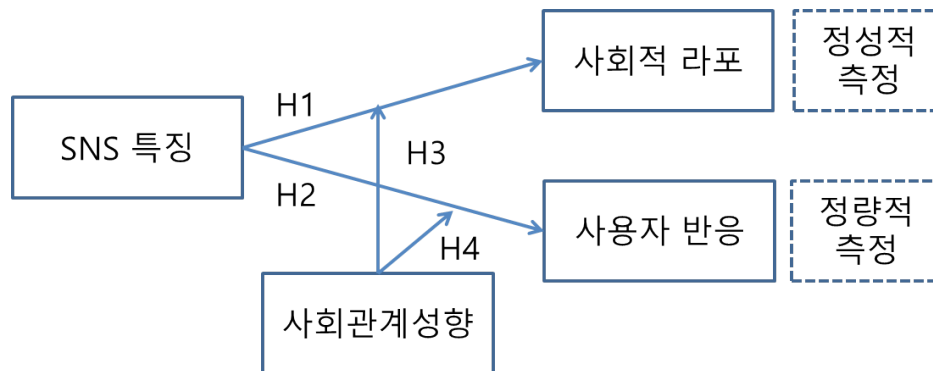 사회적 라포
정성적
측정
H1
SNS 특징
H3
H2
사용자 반응
정량적
측정
H4
사회관계성향